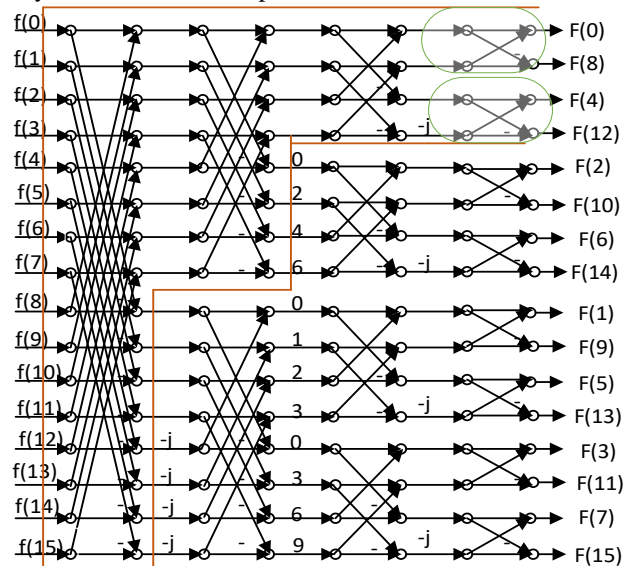 f(0) F(0)
f(1) - F(8)
f(2) - F(4)
f(3) - -j - F(12)
f(4) - 0 F(2)
f(5) - 2 - F(10)
f(6) - 4 - F(6)
f(7) - 6 - -j - F(14)
f(8) - 0 F(1)
f(9) - 1 - F(9)
f(10) - 2 - F(5)
f(11) - 3 - -j - F(13)
f(12) - -j - 0 F(3)
f(13) - -j - 3 - F(11)
f(14) - -j - 6 - F(7)
f(15) - -j - 9 - -j - F(15)